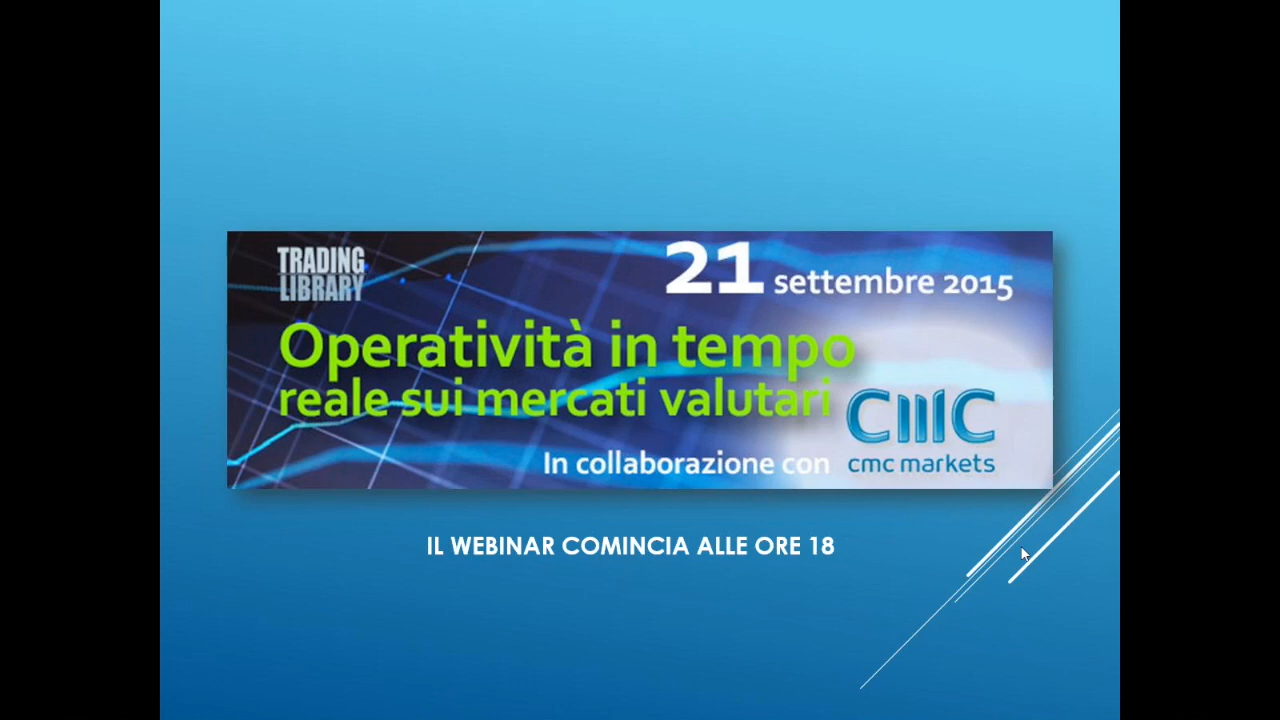 TRADING
LIBRARY
21 settembre 2015
Operatività in tempo
reale sui mercati valutari
CMC
In collaborazione con cmc markets
IL WEBINAR COMINCIA ALLE ORE 18